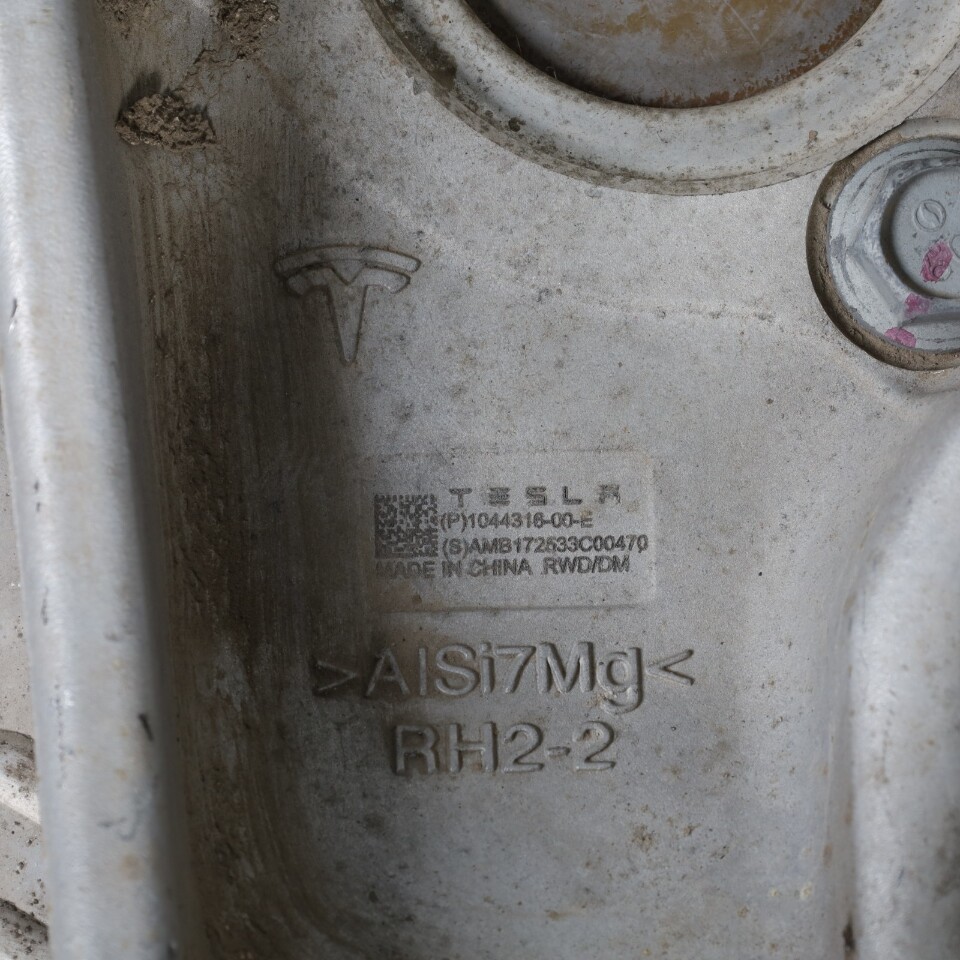 TESLA
(P)1044316-00-E
(S)AMB172533C00470
MADE IN CHINA RWD/DM
>AlSi7Mg<
RH2-2